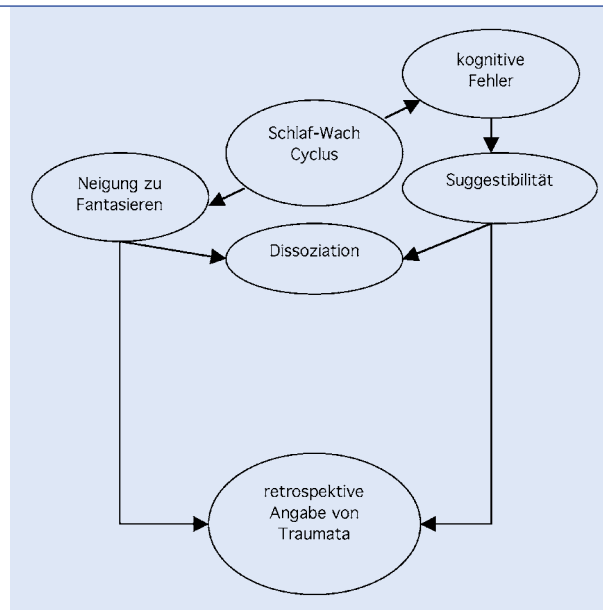 kognitive
Fehler
Schlaf-Wach
Cyclus
Neigung zu
Fantasieren
Suggestibilität
Dissoziation
retrospektive
Angabe von
Traumata